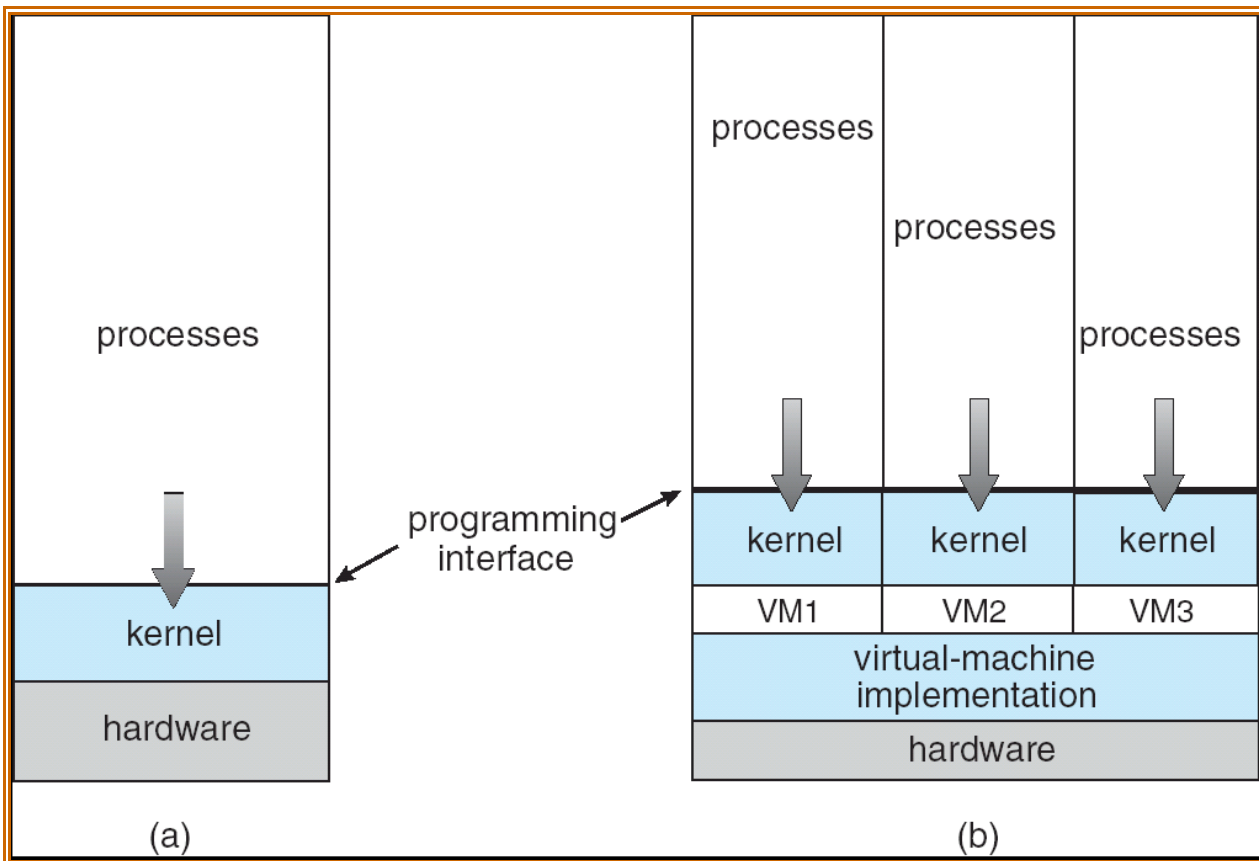 processes
kernel
hardware
(a)
programming
interface
processes
processes
processes
kernel
kernel
kernel
VM1
VM2
VM3
virtual-machine
implementation
hardware
(b)